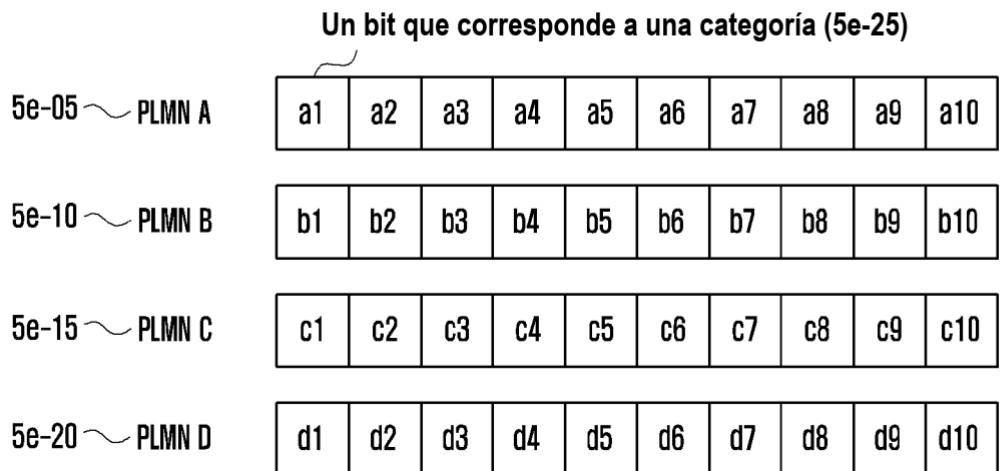 Un bit que corresponde a una categoría (5e-25)
5e-05 PLMN A a1 a2 a3 a4 a5 a6 a7 a8 a9 a10
5e-10 PLMN B b1 b2 b3 b4 b5 b6 b7 b8 b9 b10
5e-15 PLMN C c1 c2 c3 c4 c5 c6 c7 c8 c9 c10
5e-20 PLMN D d1 d2 d3 d4 d5 d6 d7 d8 d9 d10